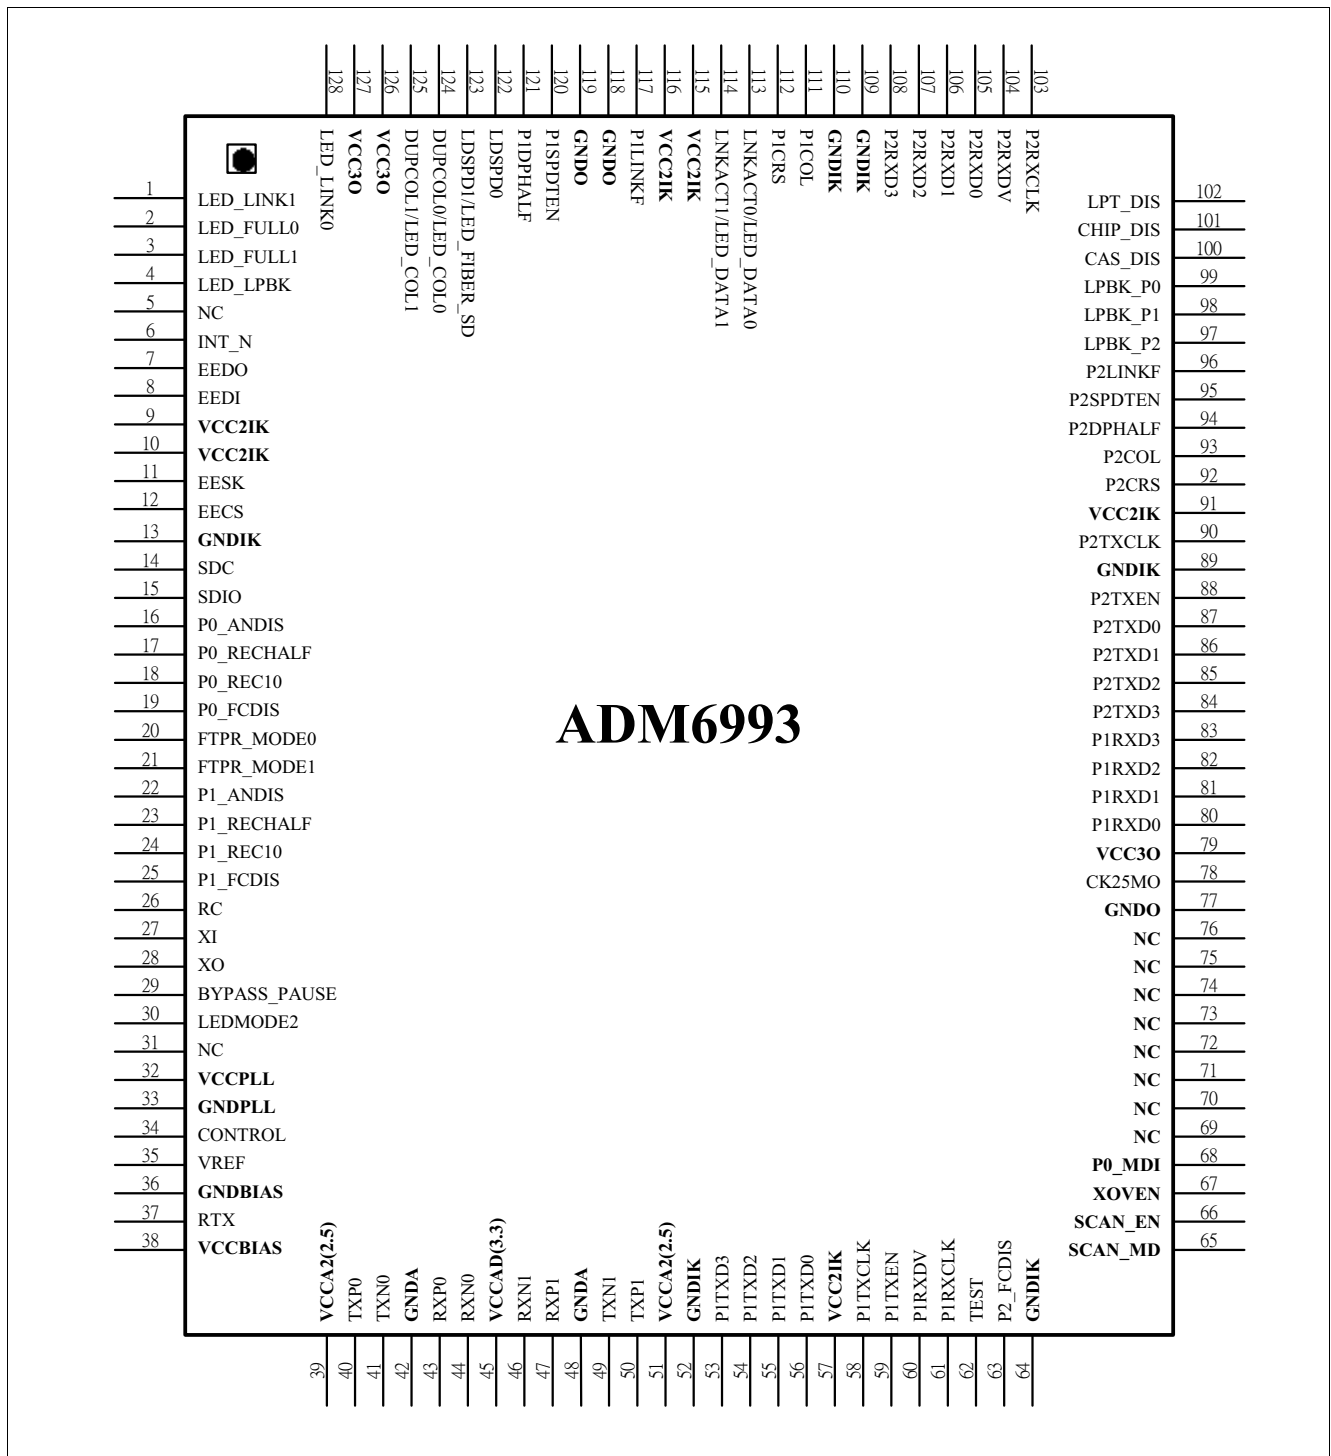 128
127
126
125
124
123
122
121
120
119
118
117
116
115
114
113
112
111
110
109
108
107
106
105
104
103
LED_LINK0
VCC3O
VCC3O
DUPCOL1/LED_COL1
DUPCOL0/LED_COL0
LDSPD1/LED_FIBER_SD
LDSPD0
P1DPHALF
P1SPDTEN
GNDO
GNDO
P1LINKF
VCC2IK
VCC2IK
LNKACT1/LED_DATA1
LNKACT0/LED_DATA0
P1CRS
P1COL
GNDIK
GNDIK
P2RXD3
P2RXD2
P2RXD1
P2RXD0
P2RXDV
P2RXCLK
1 LED_LINK1
2 LED_FULL0
3 LED_FULL1
4 LED_LPBK
5 NC
6 INT_N
7 EEDO
8 EEDI
9 VCC2IK
10 VCC2IK
11 EESK
12 EECS
13 GNDIK
14 SDC
15 SDIO
16 P0_ANDIS
17 P0_RECHALF
18 P0_REC10
19 P0_FCDIS
20 FTPR_MODE0
21 FTPR_MODE1
22 P1_ANDIS
23 P1_RECHALF
24 P1_REC10
25 P1_FCDIS
26 RC
27 XI
28 XO
29 BYPASS_PAUSE
30 LEDMODE2
31 NC
32 VCCPLL
33 GNDPLL
34 CONTROL
35 VREF
36 GNDBIAS
37 RTX
38 VCCBIAS
ADM6993
LPT_DIS 102
CHIP_DIS 101
CAS_DIS 100
LPBK_P0 99
LPBK_P1 98
LPBK_P2 97
P2LINKF 96
P2SPDTEN 95
P2DPHALF 94
P2COL 93
P2CRS 92
VCC2IK 91
P2TXCLK 90
GNDIK 89
P2TXEN 88
P2TXD0 87
P2TXD1 86
P2TXD2 85
P2TXD3 84
P1RXD3 83
P1RXD2 82
P1RXD1 81
P1RXD0 80
VCC3O 79
CK25MO 78
GNDO 77
NC 76
NC 75
NC 74
NC 73
NC 72
NC 71
NC 70
NC 69
P0_MDI 68
XOVEN 67
SCAN_EN 66
SCAN_MD 65
VCCA2(2.5)
TXP0
TXN0
GNDA
RXP0
RXN0
VCCAD(3.3)
RXN1
RXP1
GNDA
TXN1
TXP1
VCCA2(2.5)
GNDIK
P1TXD3
P1TXD2
P1TXD1
P1TXD0
VCC2IK
P1TXCLK
P1TXEN
P1RXDV
P1RXCLK
TEST
P2_FCDIS
GNDIK
39
40
41
42
43
44
45
46
47
48
49
50
51
52
53
54
55
56
57
58
59
60
61
62
63
64